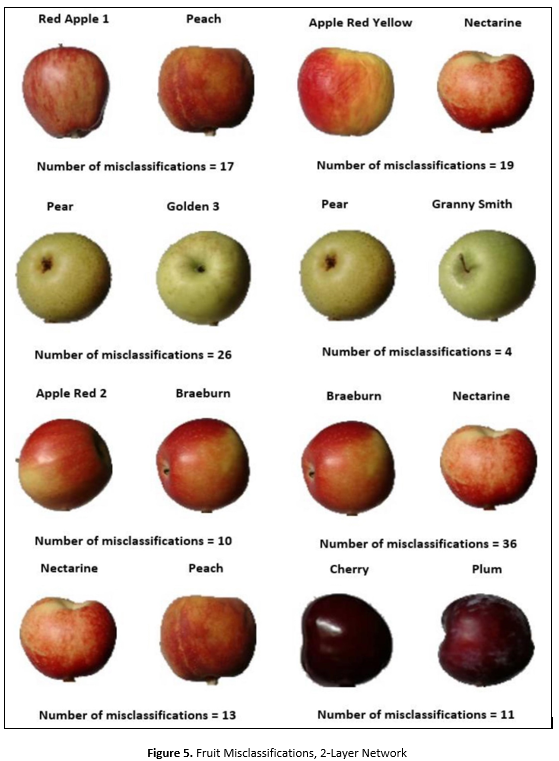 Red Apple 1 Peach Apple Red Yellow Nectarine
Number of misclassifications = 17 Number of misclassifications = 19
Pear Golden 3 Pear Granny Smith
Number of misclassifications = 26 Number of misclassifications = 4
Apple Red 2 Braeburn Braeburn Nectarine
Number of misclassifications = 10 Number of misclassifications = 36
Nectarine Peach Cherry Plum
Number of misclassifications = 13 Number of misclassifications = 11
Figure 5. Fruit Misclassifications, 2-Layer Network